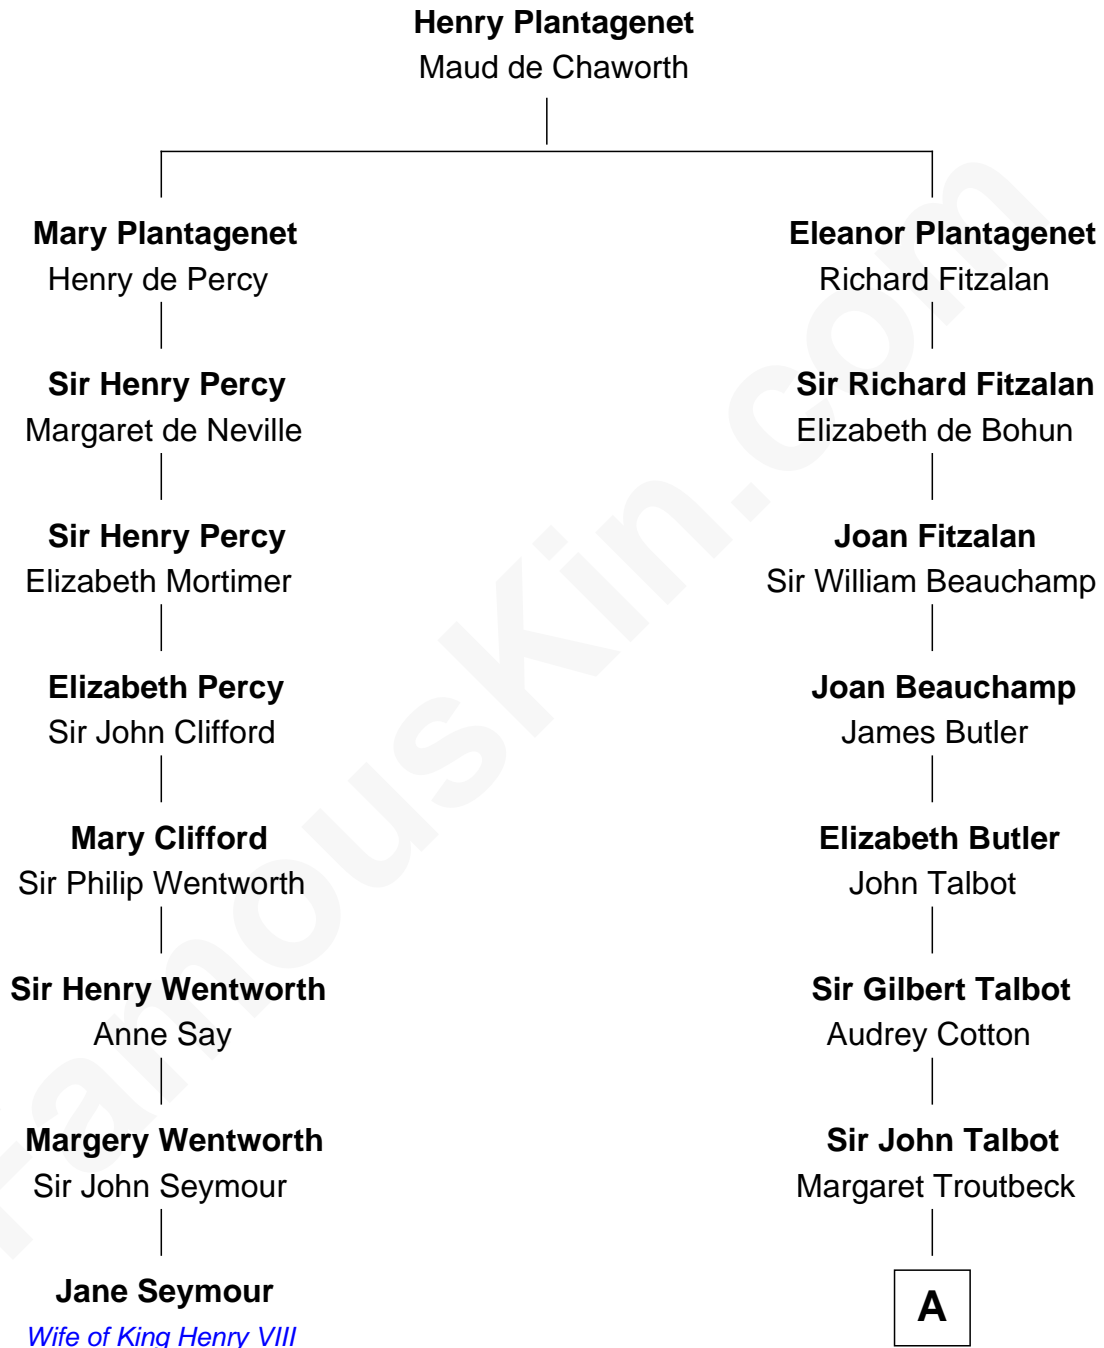 Henry Plantagenet
Maud de Chaworth
Mary Plantagenet
Henry de Percy
Eleanor Plantagenet
Richard Fitzalan
Sir Henry Percy
Margaret de Neville
Sir Richard Fitzalan
Elizabeth de Bohun
Sir Henry Percy
Elizabeth Mortimer
Joan Fitzalan
Sir William Beauchamp
Elizabeth Percy
Sir John Clifford
Joan Beauchamp
James Butler
Mary Clifford
Sir Philip Wentworth
Elizabeth Butler
John Talbot
Sir Henry Wentworth
Anne Say
Sir Gilbert Talbot
Audrey Cotton
Margery Wentworth
Sir John Seymour
Sir John Talbot
Margaret Troutbeck
Jane Seymour
Wife of King Henry VIII
A
FamousKin.com